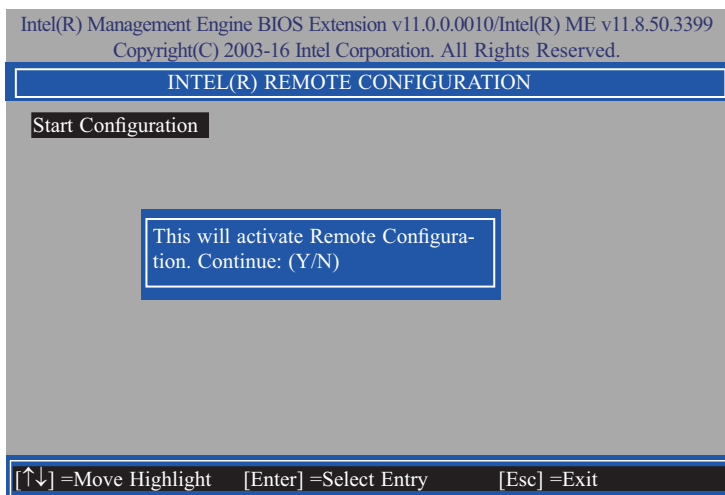 Intel(R) Management Engine BIOS Extension v11.0.0.0010/Intel(R) ME v11.8.50.3399
Copyright(C) 2003-16 Intel Corporation. All Rights Reserved.
INTEL(R) REMOTE CONFIGURATION
Start Configuration
This will activate Remote Configura-
tion. Continue: (Y/N)
[↑↓] =Move Highlight [Enter] =Select Entry [Esc] =Exit